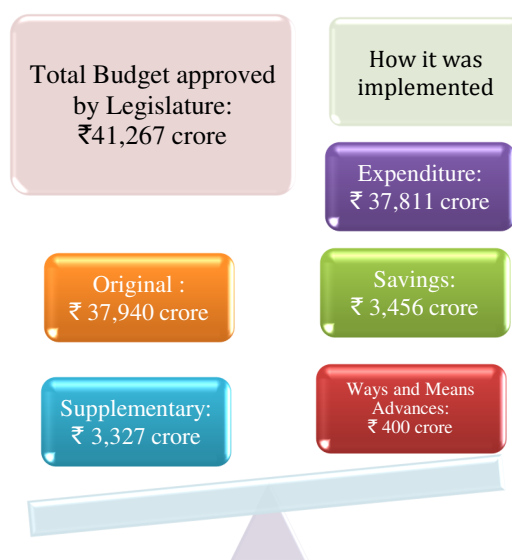 Total Budget approved
by Legislature:
₹41,267 crore
How it was
implemented
Expenditure:
₹ 37,811 crore
Original :
₹ 37,940 crore
Savings:
₹ 3,456 crore
Supplementary:
₹ 3,327 crore
Ways and Means
Advances:
₹ 400 crore